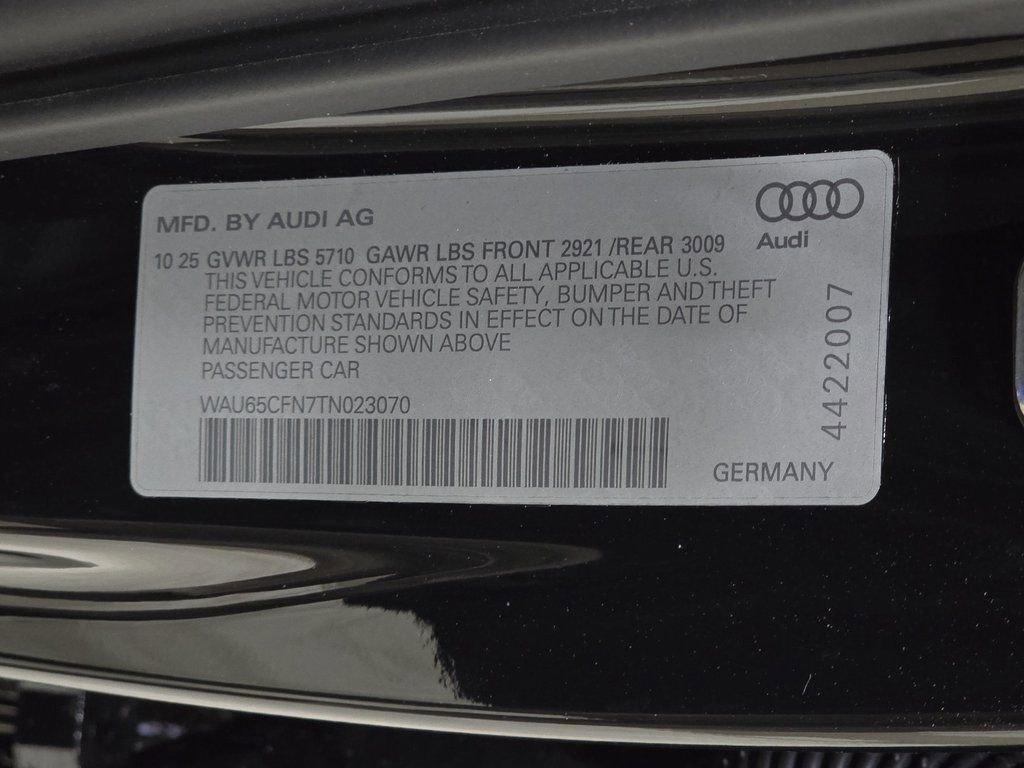 MFD. BY AUDI AG
Audi
10 25 GVWR LBS 5710 GAWR LBS FRONT 2921 /REAR 3009
THIS VEHICLE CONFORMS TO ALL APPLICABLE U.S.
FEDERAL MOTOR VEHICLE SAFETY, BUMPER AND THEFT
PREVENTION STANDARDS IN EFFECT ON THE DATE OF
MANUFACTURE SHOWN ABOVE
PASSENGER CAR
WAU65CFN7TN023070
GERMANY
4422007